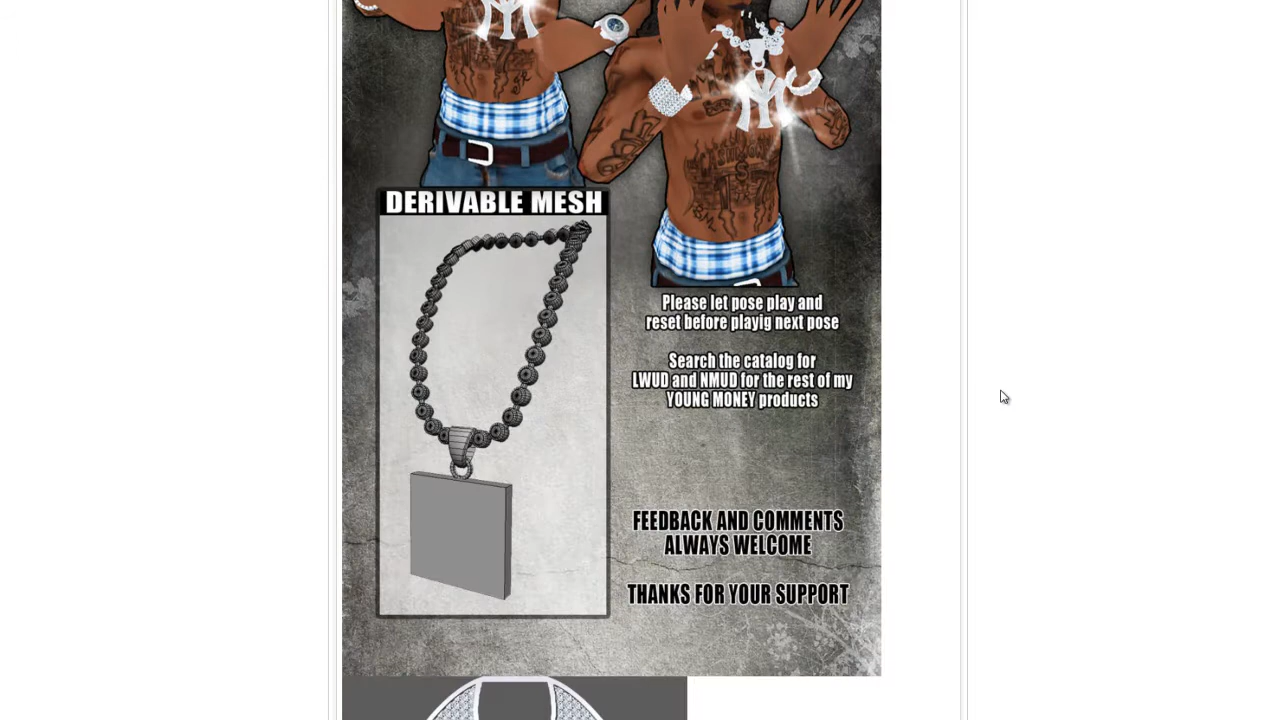 DERIVABLE MESH
Please let pose play and
reset before playig next pose
Search the catalog for
LWUD and NMUD for the rest of my
YOUNG MONEY products
FEEDBACK AND COMMENTS
ALWAYS WELCOME
THANKS FOR YOUR SUPPORT